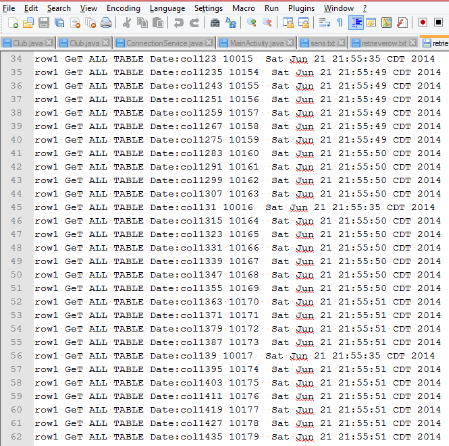 File Edit Search View Encoding Language Settings Macro Run Plugins Window ?
Club.java Club.java ConnectionService.java MainActivity.java sena.txt retrieverow.txt retrie
34 row1 GeT ALL TABLE Date:col123 10015 Sat Jun 21 21:55:35 CDT 2014
35 row1 GeT ALL TABLE Date:col1235 10154 Sat Jun 21 21:55:49 CDT 2014
36 row1 GeT ALL TABLE Date:col1243 10155 Sat Jun 21 21:55:49 CDT 2014
37 row1 GeT ALL TABLE Date:col1251 10156 Sat Jun 21 21:55:49 CDT 2014
38 row1 GeT ALL TABLE Date:col1259 10157 Sat Jun 21 21:55:49 CDT 2014
39 row1 GeT ALL TABLE Date:col1267 10158 Sat Jun 21 21:55:49 CDT 2014
40 row1 GeT ALL TABLE Date:col1275 10159 Sat Jun 21 21:55:49 CDT 2014
41 row1 GeT ALL TABLE Date:col1283 10160 Sat Jun 21 21:55:50 CDT 2014
42 row1 GeT ALL TABLE Date:col1291 10161 Sat Jun 21 21:55:50 CDT 2014
43 row1 GeT ALL TABLE Date:col1299 10162 Sat Jun 21 21:55:50 CDT 2014
44 row1 GeT ALL TABLE Date:col1307 10163 Sat Jun 21 21:55:50 CDT 2014
45 row1 GeT ALL TABLE Date:col131 10016 Sat Jun 21 21:55:35 CDT 2014
46 row1 GeT ALL TABLE Date:col1315 10164 Sat Jun 21 21:55:50 CDT 2014
47 row1 GeT ALL TABLE Date:col1323 10165 Sat Jun 21 21:55:50 CDT 2014
48 row1 GeT ALL TABLE Date:col1331 10166 Sat Jun 21 21:55:50 CDT 2014
49 row1 GeT ALL TABLE Date:col1339 10167 Sat Jun 21 21:55:50 CDT 2014
50 row1 GeT ALL TABLE Date:col1347 10168 Sat Jun 21 21:55:50 CDT 2014
51 row1 GeT ALL TABLE Date:col1355 10169 Sat Jun 21 21:55:50 CDT 2014
52 row1 GeT ALL TABLE Date:col1363 10170 Sat Jun 21 21:55:51 CDT 2014
53 row1 GeT ALL TABLE Date:col1371 10171 Sat Jun 21 21:55:51 CDT 2014
54 row1 GeT ALL TABLE Date:col1379 10172 Sat Jun 21 21:55:51 CDT 2014
55 row1 GeT ALL TABLE Date:col1387 10173 Sat Jun 21 21:55:51 CDT 2014
56 row1 GeT ALL TABLE Date:col139 10017 Sat Jun 21 21:55:35 CDT 2014
57 row1 GeT ALL TABLE Date:col1395 10174 Sat Jun 21 21:55:51 CDT 2014
58 row1 GeT ALL TABLE Date:col1403 10175 Sat Jun 21 21:55:51 CDT 2014
59 row1 GeT ALL TABLE Date:col1411 10176 Sat Jun 21 21:55:51 CDT 2014
60 row1 GeT ALL TABLE Date:col1419 10177 Sat Jun 21 21:55:51 CDT 2014
61 row1 GeT ALL TABLE Date:col1427 10178 Sat Jun 21 21:55:51 CDT 2014
62 row1 GeT ALL TABLE Date:col1435 10179 Sat Jun 21 21:55:51 CDT 2014